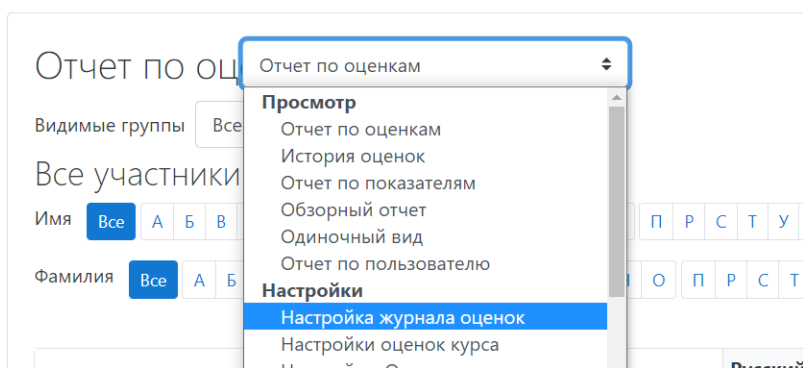 Отчет по оц
Отчет по оценкам
Просмотр
Отчет по оценкам
История оценок
Отчет по показателям
Обзорный отчет
Одиночный вид
Отчет по пользователю
Настройки
Настройка журнала оценок
Настройки оценок курса
Видимые группы Все
Все участники
Имя Все А Б В П Р С Т У
Фамилия Все А Б О П Р С Т